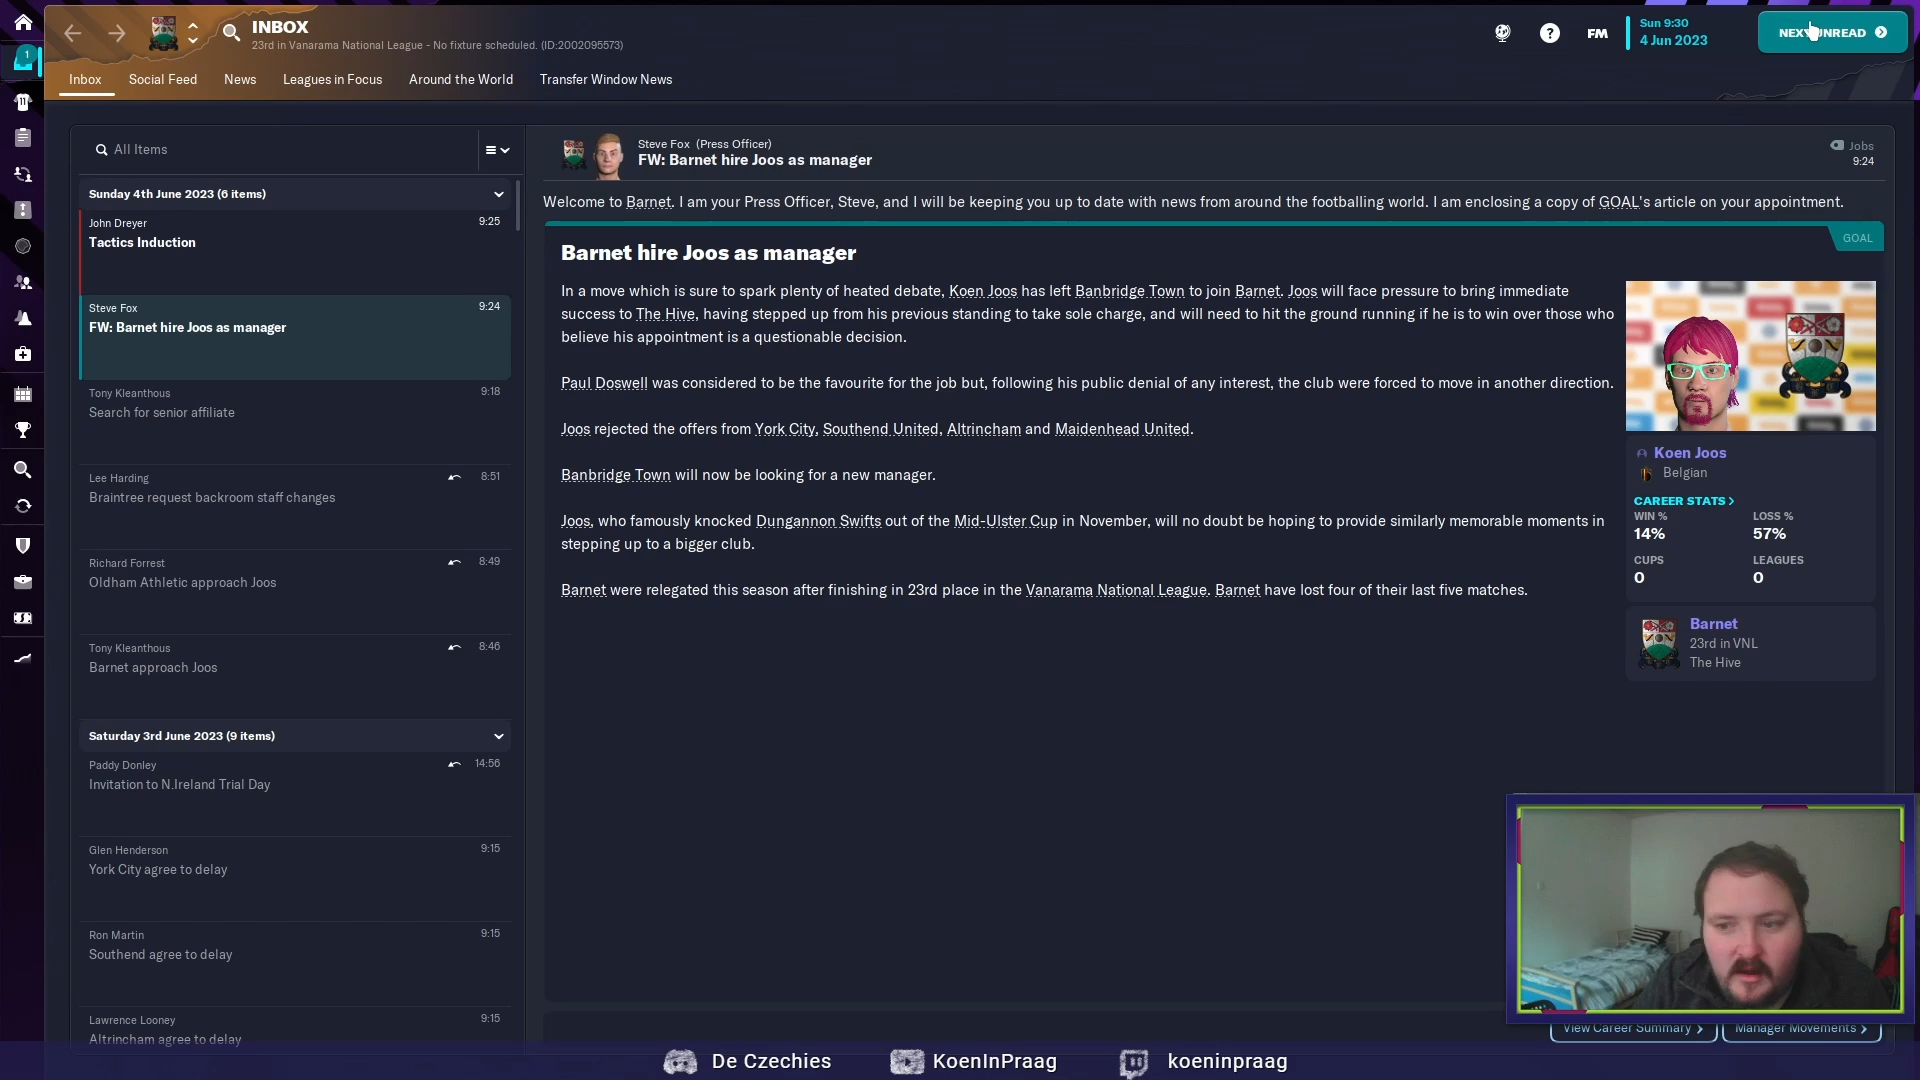 INBOX
23rd in Vanarama National League - No fixture scheduled. (ID:2002095573)
FM
Sun 9:30
4 Jun 2023
UNREAD
1
Inbox
Social Feed
News
Leagues in Focus
Around the World
Transfer Window News
All Items
Sunday 4th June 2023 (6 items)
John Dreyer
9:25
Tactics Induction
Steve Fox
9:24
FW: Barnet hire Joos as manager
Tony Kleanthous
9:18
Search for senior affiliate
Lee Harding
8:51
Braintree request backroom staff changes
Richard Forrest
8:49
Oldham Athletic approach Joos
Tony Kleanthous
8:46
Barnet approach Joos
Saturday 3rd June 2023 (9 items)
Paddy Donley
14:56
Invitation to N.Ireland Trial Day
Glen Henderson
9:15
York City agree to delay
Ron Martin
9:15
Southend agree to delay
Lawrence Looney
9:15
Altrincham agree to delay
Steve Fox (Press Officer)
FW: Barnet hire Joos as manager
Jobs
9:24
Welcome to Barnet. I am your Press Officer, Steve, and I will be keeping you up to date with news from around the footballing world. I am enclosing a copy of GOAL's article on your appointment.
GOAL
Barnet hire Joos as manager
In a move which is sure to spark plenty of heated debate, Koen Joos has left Banbridge Town to join Barnet. Joos will face pressure to bring immediate
success to The Hive, having stepped up from his previous standing to take sole charge, and will need to hit the ground running if he is to win over those who
believe his appointment is a questionable decision.
Paul Doswell was considered to be the favourite for the job but, following his public denial of any interest, the club were forced to move in another direction.
Joos rejected the offers from York City, Southend United, Altrincham and Maidenhead United.
Banbridge Town will now be looking for a new manager.
Joos, who famously knocked Dungannon Swifts out of the Mid-Ulster Cup in November, will no doubt be hoping to provide similarly memorable moments in
stepping up to a bigger club.
Barnet were relegated this season after finishing in 23rd place in the Vanarama National League. Barnet have lost four of their last five matches.
Koen Joos
Belgian
CAREER STATS
WIN %
LOSS %
14%
57%
CUPS
LEAGUES
0
0
Barnet
23rd in VNL
The Hive
View Career Summary
Manager Movements
De Czechies
KoenInPraag
koeninpraag